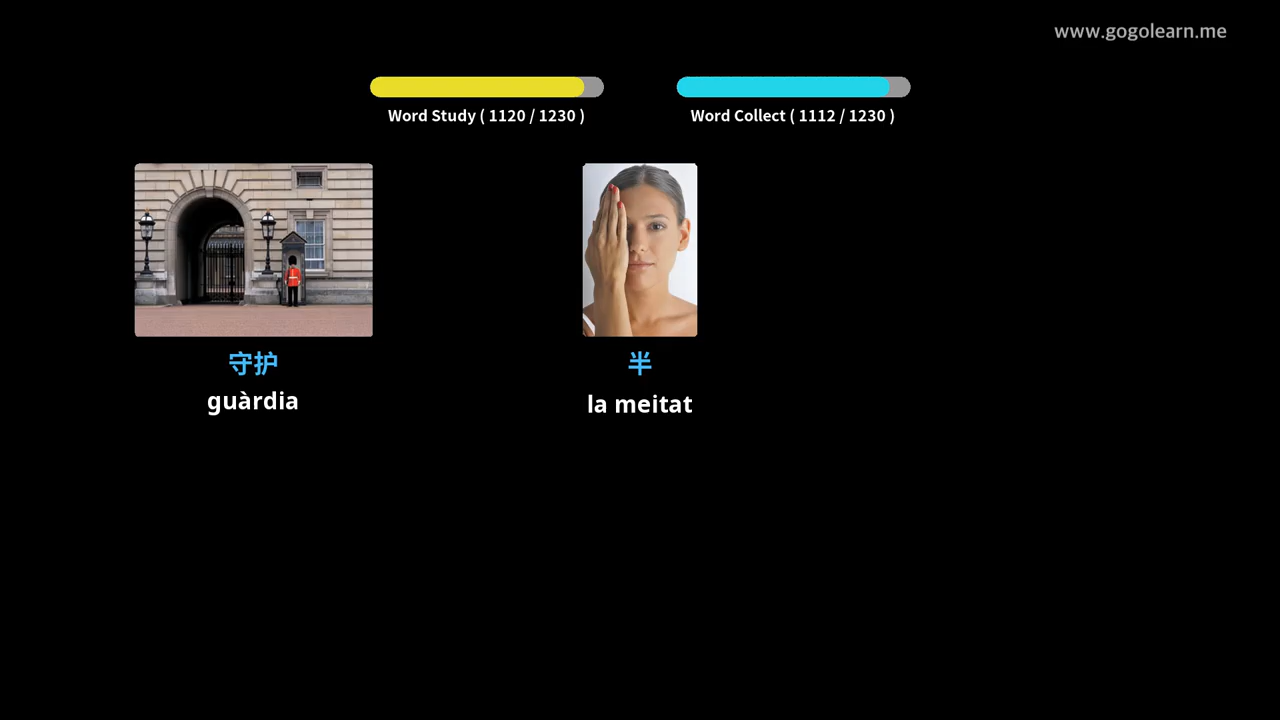 www.gogolearn.me
Word Study ( 1120 / 1230 )
Word Collect ( 1112 / 1230 )
守护
guàrdia
半
la meitat